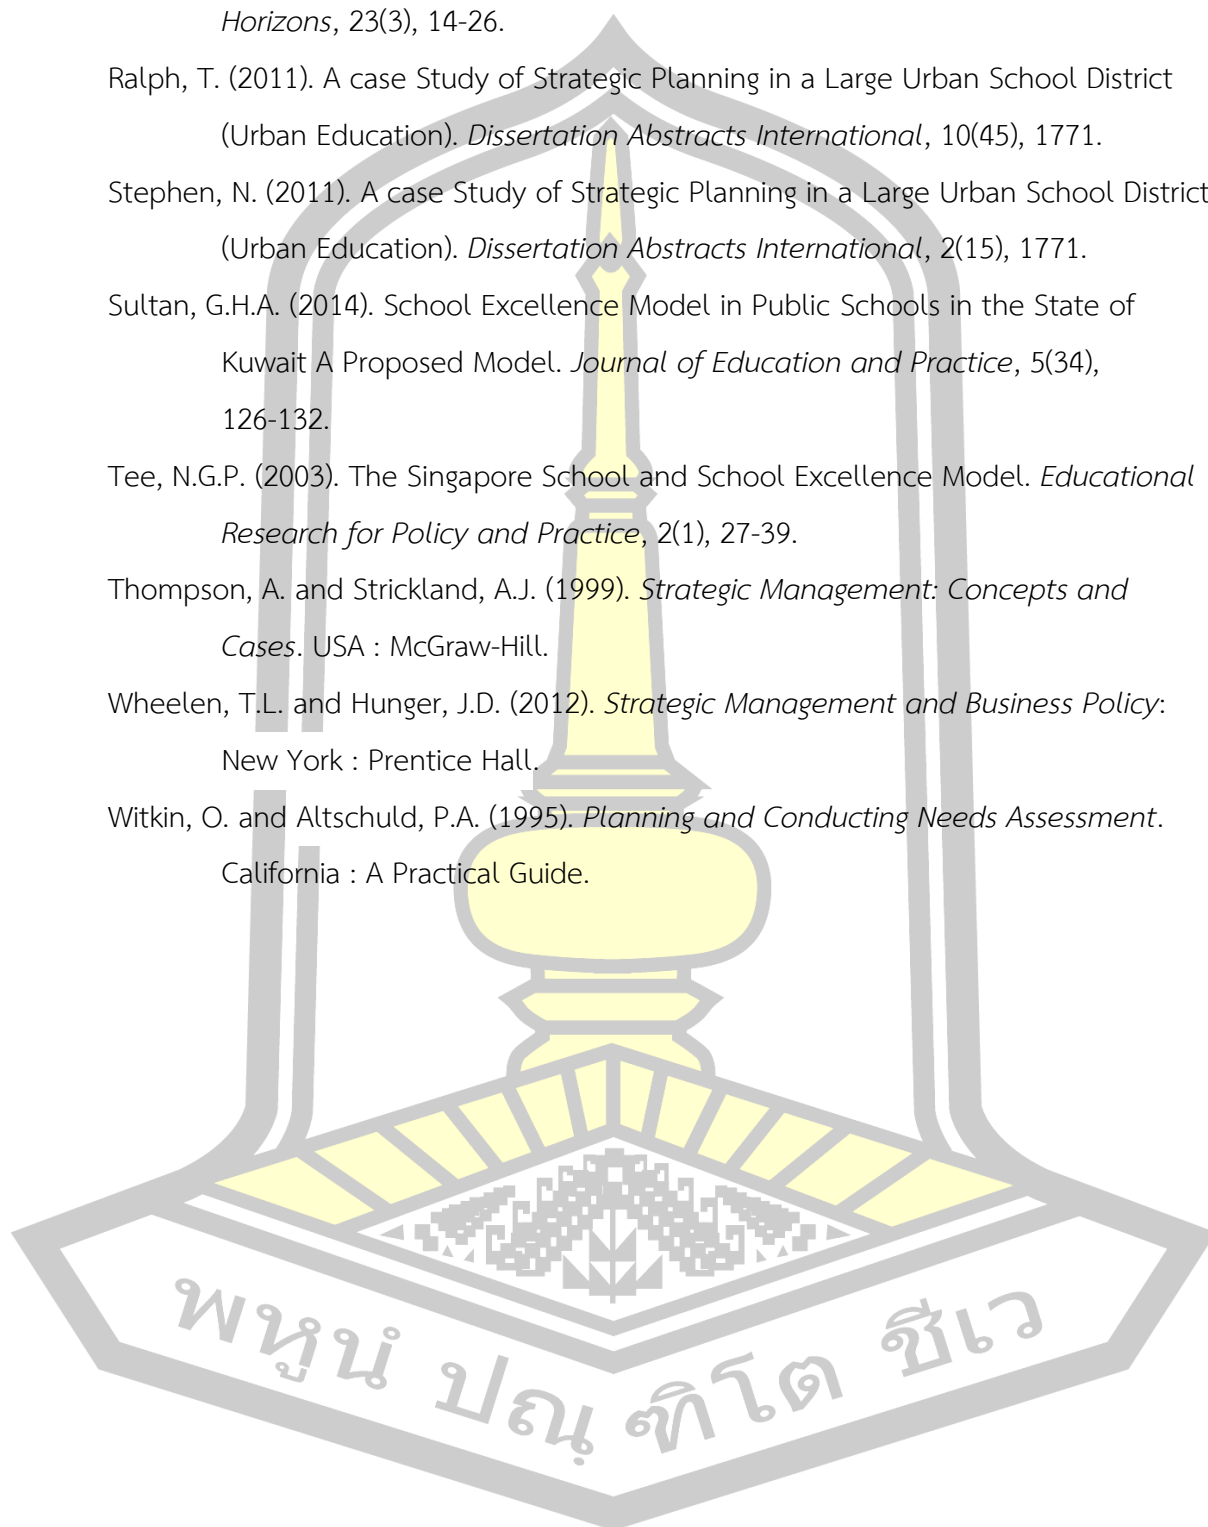 Horizons, 23(3), 14-26.
Ralph, T. (2011). A case Study of Strategic Planning in a Large Urban School District
(Urban Education). Dissertation Abstracts International, 10(45), 1771.
Stephen, N. (2011). A case Study of Strategic Planning in a Large Urban School District
(Urban Education). Dissertation Abstracts International, 2(15), 1771.
Sultan, G.H.A. (2014). School Excellence Model in Public Schools in the State of
Kuwait A Proposed Model. Journal of Education and Practice, 5(34),
126-132.
Tee, N.G.P. (2003). The Singapore School and School Excellence Model. Educational
Research for Policy and Practice, 2(1), 27-39.
Thompson, A. and Strickland, A.J. (1999). Strategic Management: Concepts and
Cases. USA : McGraw-Hill.
Wheelen, T.L. and Hunger, J.D. (2012). Strategic Management and Business Policy:
New York : Prentice Hall.
Witkin, O. and Altschuld, P.A. (1995). Planning and Conducting Needs Assessment.
California : A Practical Guide.
พหูนํ ปณฺ ฑิโต ชีเว